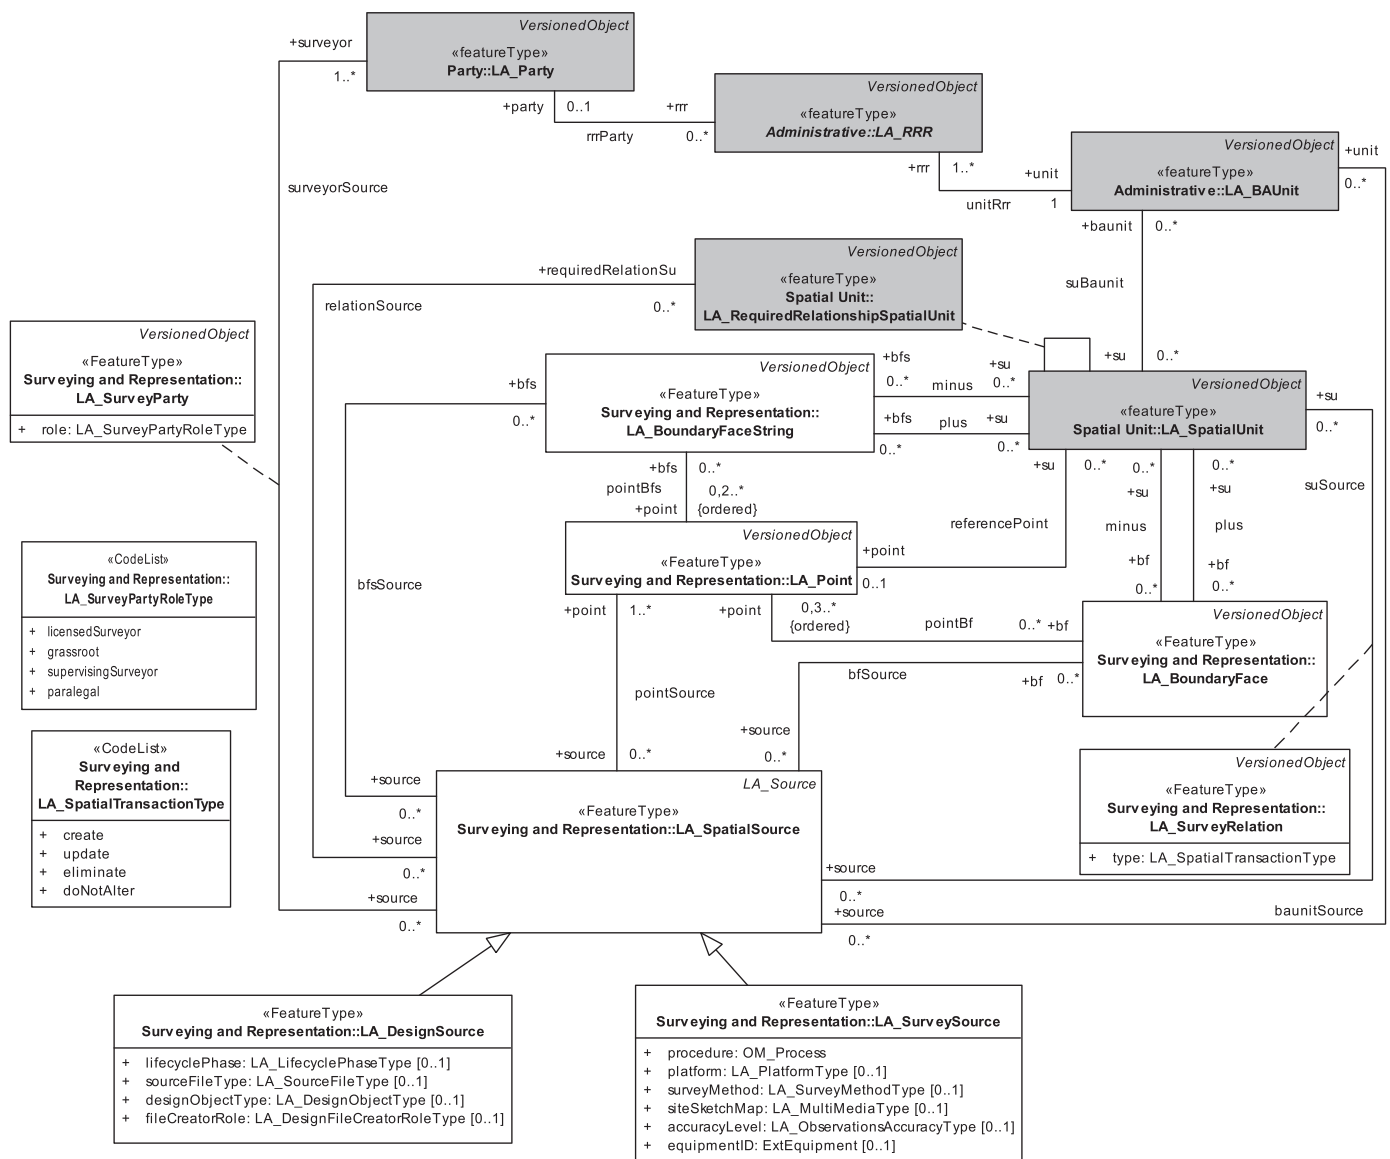 VersionedObject
«featureType»
Party::LA_Party
+surveyor
1..*
+party
0..1
+rrr
rrrParty
0..*
VersionedObject
«featureType»
Administrative::LA_RRR
+rrr
1..*
+unit
unitRrr
1
VersionedObject
«featureType»
Administrative::LA_BAUnit
+unit
0..*
+baunit
0..*
surveyorSource
suBaunit
+requiredRelationSu
relationSource
0..*
VersionedObject
«featureType»
Spatial Unit::
LA_RequiredRelationshipSpatialUnit
+su
0..*
VersionedObject
«FeatureType»
Surveying and Representation::
LA_SurveyParty
+ role: LA_SurveyPartyRoleType
+bfs
0..*
VersionedObject
«FeatureType»
Surveying and Representation::
LA_BoundaryFaceString
+bfs
+su
0..*
minus
0..*
+bfs
plus
+su
0..*
0..*
VersionedObject
«featureType»
Spatial Unit::LA_SpatialUnit
+su
0..*
+bfs
0..*
pointBfs
0,2..*
+point
{ordered}
+su
0..*
0..*
0..*
+su
+su
suSource
referencePoint
minus
plus
VersionedObject
«FeatureType»
Surveying and Representation::LA_Point
+point
0..1
+bf
+bf
0..*
0..*
«CodeList»
Surveying and Representation::
LA_SurveyPartyRoleType
+ licensedSurveyor
+ grassroot
+ supervisingSurveyor
+ paralegal
bfsSource
+point
1..*
+point
0,3..*
{ordered}
pointBf
0..*
+bf
VersionedObject
«FeatureType»
Surveying and Representation::
LA_BoundaryFace
bfSource
+bf
0..*
pointSource
+source
0..*
+source
0..*
«CodeList»
Surveying and
Representation::
LA_SpatialTransactionType
+ create
+ update
+ eliminate
+ doNotAlter
+source
0..*
+source
0..*
+source
0..*
LA_Source
«FeatureType»
Surveying and Representation::LA_SpatialSource
VersionedObject
«FeatureType»
Surveying and Representation::
LA_SurveyRelation
+ type: LA_SpatialTransactionType
+source
0..*
+source
baunitSource
0..*
«FeatureType»
Surveying and Representation::LA_DesignSource
+ lifecyclePhase: LA_LifecyclePhaseType [0..1]
+ sourceFileType: LA_SourceFileType [0..1]
+ designObjectType: LA_DesignObjectType [0..1]
+ fileCreatorRole: LA_DesignFileCreatorRoleType [0..1]
«FeatureType»
Surveying and Representation::LA_SurveySource
+ procedure: OM_Process
+ platform: LA_PlatformType [0..1]
+ surveyMethod: LA_SurveyMethodType [0..1]
+ siteSketchMap: LA_MultiMediaType [0..1]
+ accuracyLevel: LA_ObservationsAccuracyType [0..1]
+ equipmentID: ExtEquipment [0..1]